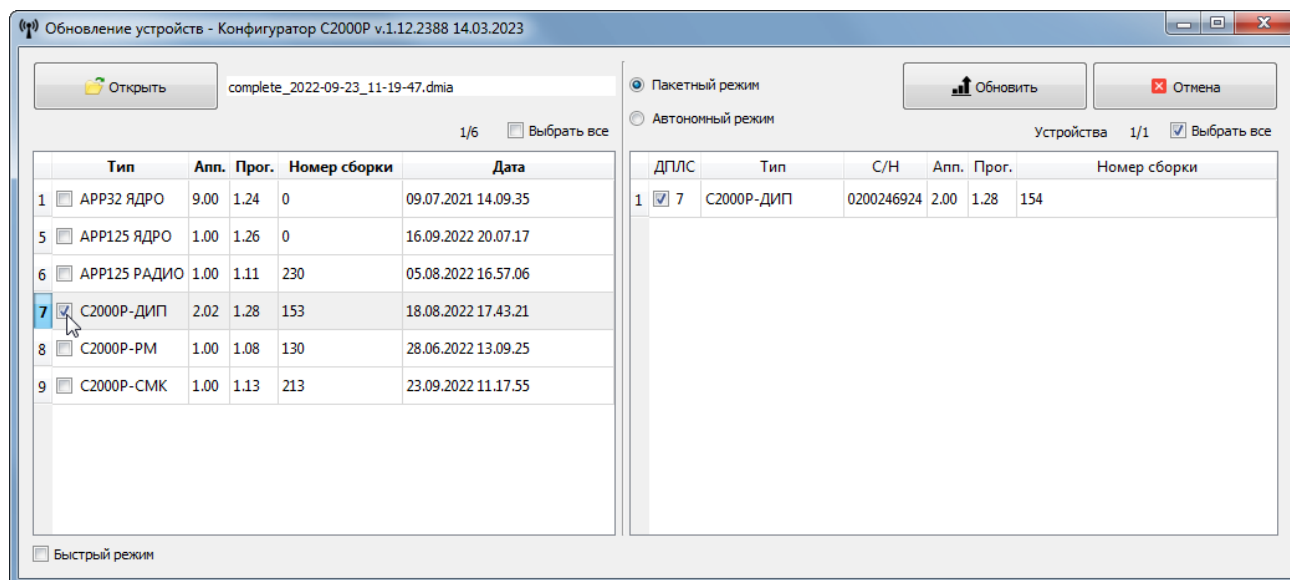 Обновление устройств - Конфигуратор С2000Р v.1.12.2388 14.03.2023
Открыть complete_2022-09-23_11-19-47.dmia
1/6 Выбрать все
Тип Апп. Прог. Номер сборки Дата
1 АРР32 ЯДРО 9.00 1.24 0 09.07.2021 14.09.35
5 АРР125 ЯДРО 1.00 1.26 0 16.09.2022 20.07.17
6 АРР125 РАДИО 1.00 1.11 230 05.08.2022 16.57.06
7 С2000Р-ДИП 2.02 1.28 153 18.08.2022 17.43.21
8 С2000Р-РМ 1.00 1.08 130 28.06.2022 13.09.25
9 С2000Р-СМК 1.00 1.13 213 23.09.2022 11.17.55
Быстрый режим
Пакетный режим Обновить Отмена
Автономный режим
Устройства 1/1 Выбрать все
ДПЛС Тип С/Н Апп. Прог. Номер сборки
1 7 С2000Р-ДИП 0200246924 2.00 1.28 154